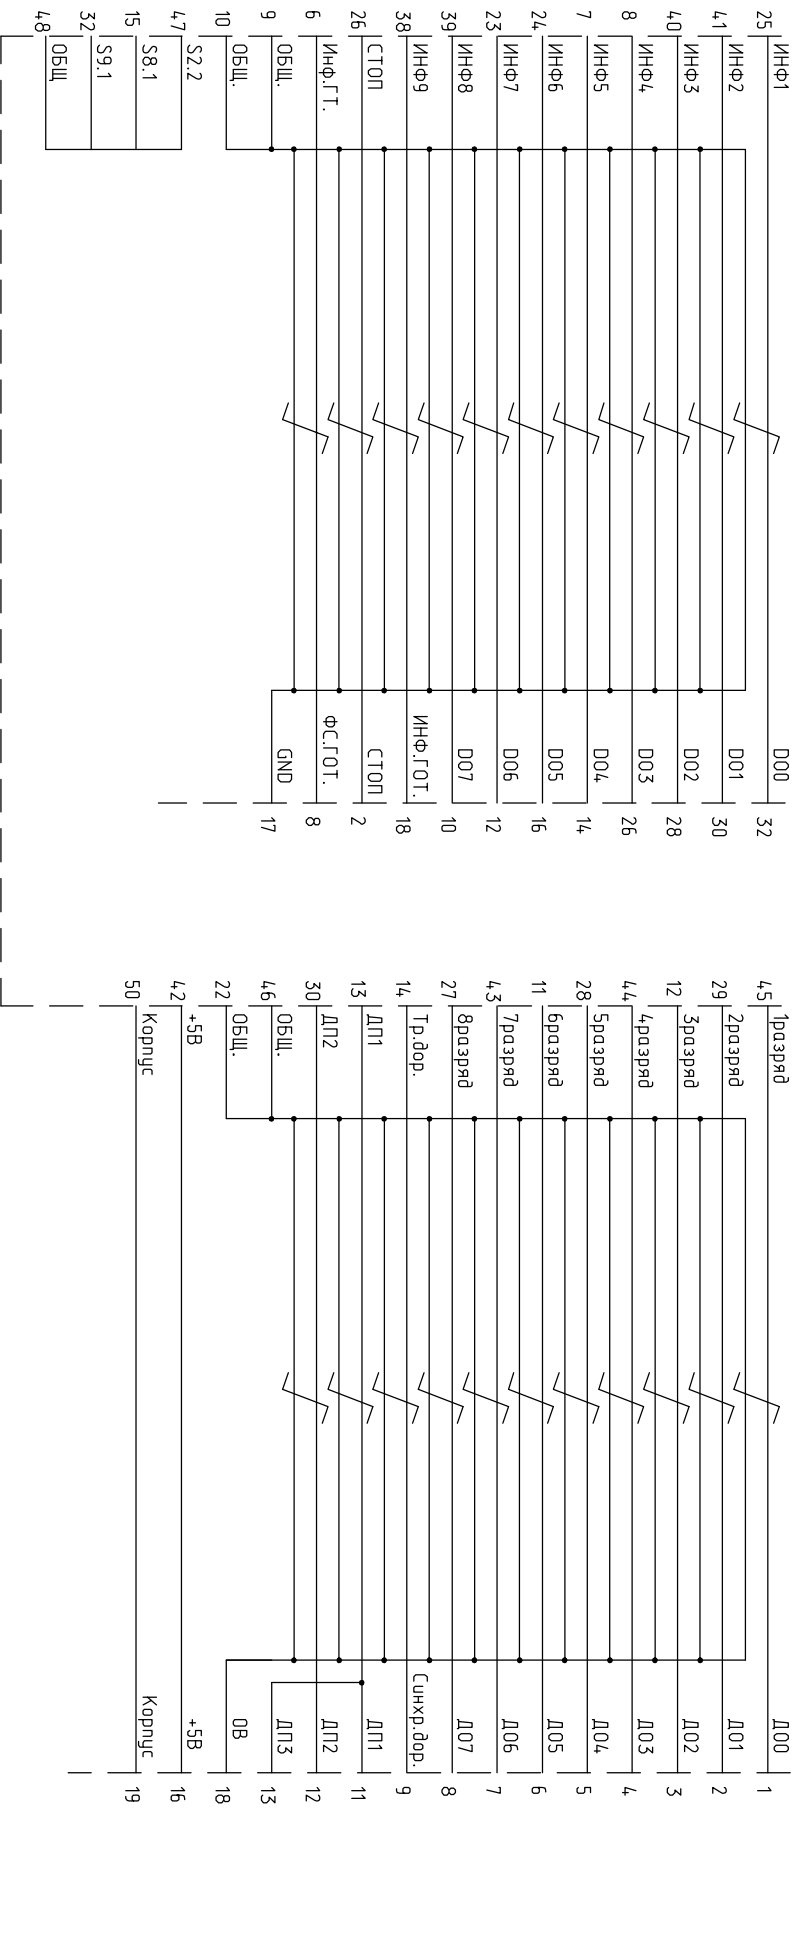 25 ИНФ1 D00 32 45 1разряд Д00 1
41 ИНФ2 D01 30 29 2разряд Д01 2
40 ИНФ3 D02 28 12 3разряд Д02 3
8 ИНФ4 D03 26 44 4разряд Д03 4
7 ИНФ5 D04 14 28 5разряд Д04 5
24 ИНФ6 D05 16 11 6разряд Д05 6
23 ИНФ7 D06 12 43 7разряд Д06 7
39 ИНФ8 D07 10 27 8разряд Д07 8
38 ИНФ9 ИНФ.ГОТ. 18 14 Тр.дор. Синхр.дор. 9
26 СТОП СТОП 2 13 ДП1 ДП1 11
6 Инф.ГТ. ФС.ГОТ. 8 30 ДП2 ДП2 12
9 ОБЩ. GND 17 46 ОБЩ. ДП3 13
10 ОБЩ. 22 ОБЩ. 0В 18
47 S2.2 42 +5В +5В 16
15 S8.1 50 Корпус Корпус 19
32 S9.1
48 ОБЩ